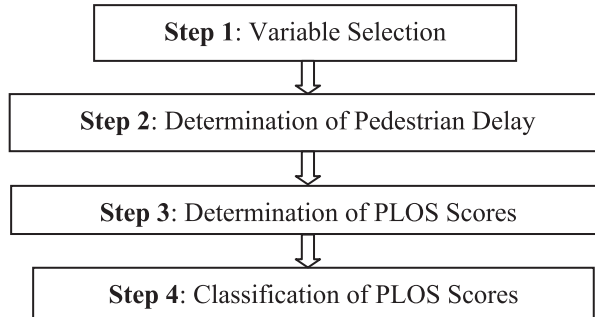 Step 1: Variable Selection
Step 2: Determination of Pedestrian Delay
Step 3: Determination of PLOS Scores
Step 4: Classification of PLOS Scores